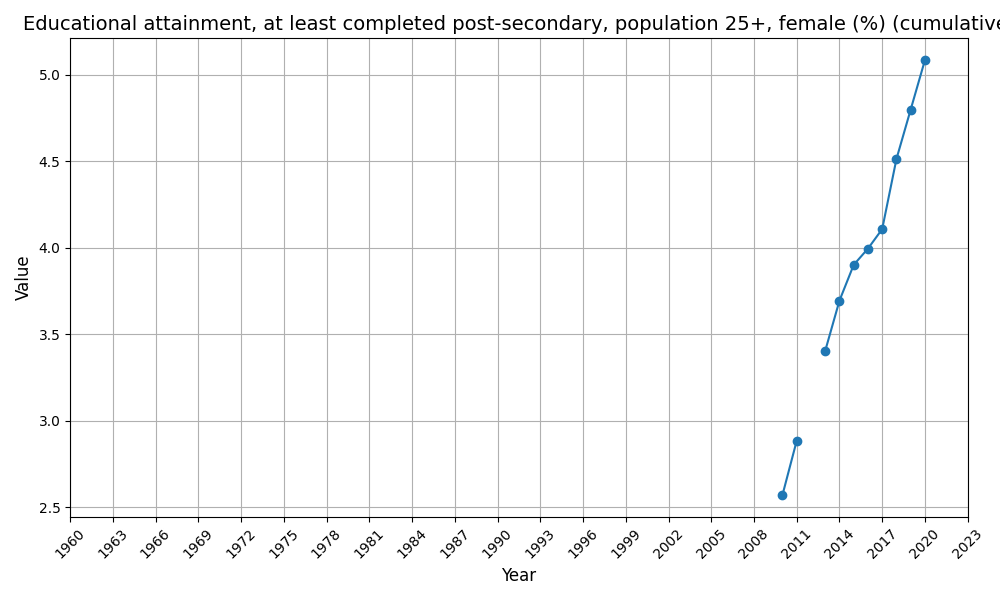 Educational attainment, at least completed post-secondary, population 25+, female (%) (cumulative
5.0
4.5
4.0
3.5
3.0
2.5
Value
1960 1963 1966 1969 1972 1975 1978 1981 1984 1987 1990 1993 1996 1999 2002 2005 2008 2011 2014 2017 2020 2023
Year